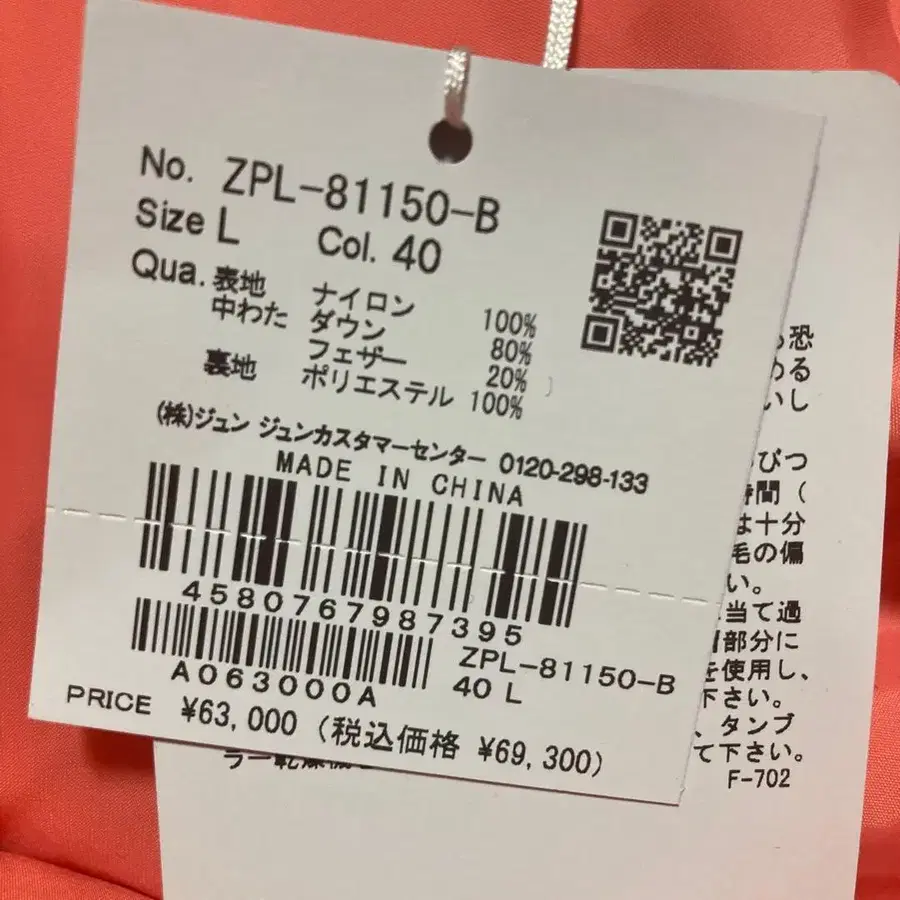 No. ZPL-81150-B
Size L Col. 40
Qua. 表地 ナイロン 100%
中わた ダウン 80%
フェザー 20%
裏地 ポリエステル 100%
(株)ジュン ジュンカスタマーセンター 0120-298-133
MADE IN CHINA
4580767987395
ZPL-81150-B
A063000A
40 L
PRICE ¥63,000 (税込価格 ¥69,300)
恐
める
いし
びつ
時間 (
は十分
毛の偏
い。
当て過
部分に
を使用し、
下さい。
、タンブ
て下さい。
F-702